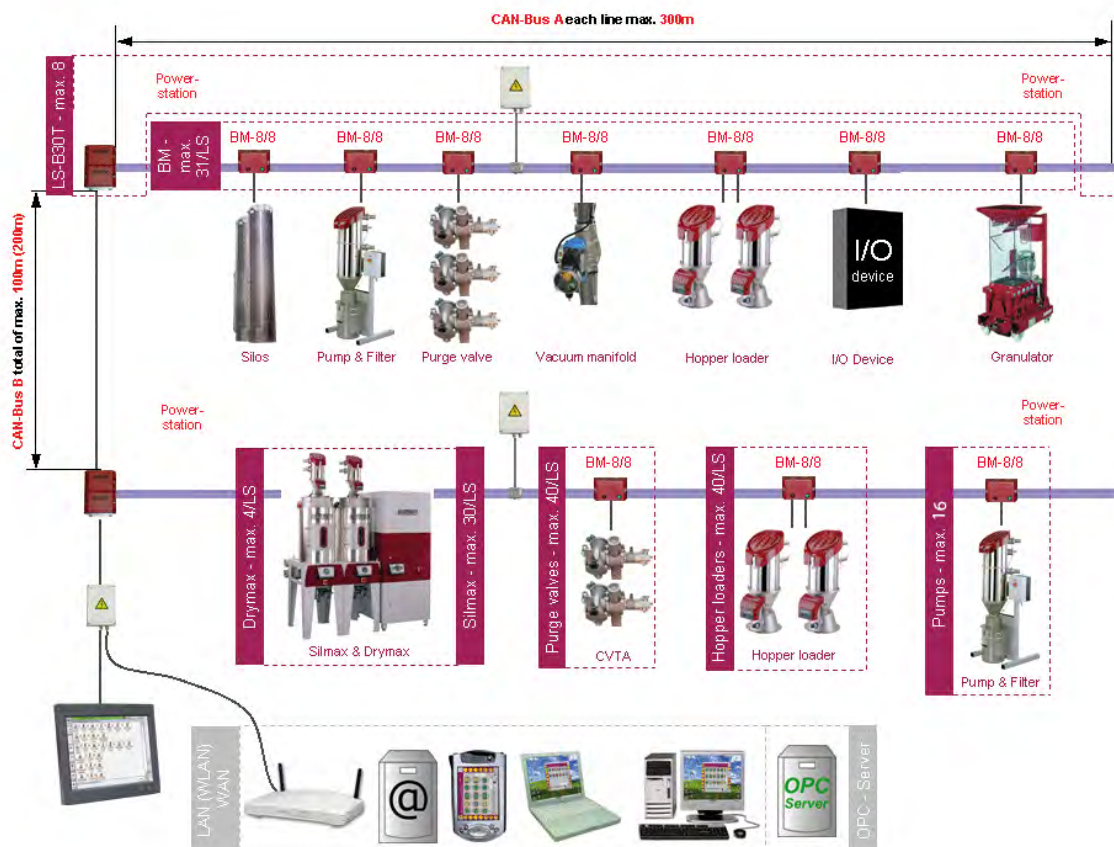 CAN-Bus A each line max. 300m
LS-B30T - max. 8
Power-
station
Power-
station
BM -
max.
31/LS
BM-8/8
BM-8/8
BM-8/8
BM-8/8
BM-8/8
BM-8/8
BM-8/8
I/O
device
Silos
Pump & Filter
Purge valve
Vacuum manifold
Hopper loader
I/O Device
Granulator
CAN-Bus B total of max. 100m (200m)
Power-
station
Power-
station
Drymax - max. 4/LS
Silmax - max. 30/LS
Purge valves - max. 40/LS
BM-8/8
Hopper loaders - max. 40/LS
BM-8/8
Pumps - max. 16
BM-8/8
Silmax & Drymax
CVTA
Hopper loader
Pump & Filter
LAN (WLAN)
WAN
@
OPC
Server
OPC - Server